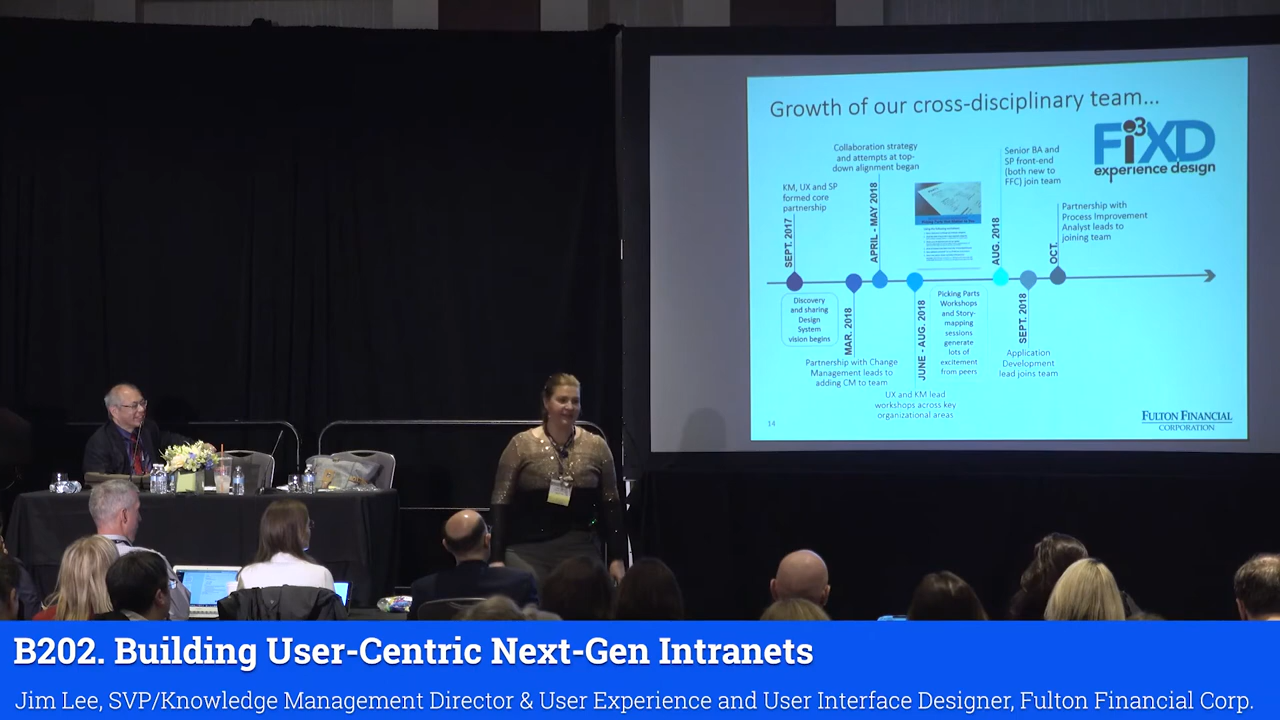 Growth of our cross-disciplinary team...
Fi³XD
experience design
Collaboration strategy
and attempts at top-
down alignment began
Senior BA and
SP front-end
(both new to
FFC) join team
KM, UX and SP
formed core
partnership
Partnership with
Process Improvement
Analyst leads to
joining team
SEPT. 2017
APRIL - MAY 2018
AUG. 2018
OCT.
Discovery
and sharing
Design
System
vision begins
MAR. 2018
JUNE - AUG. 2018
Picking Parts
Workshops
and Story-
mapping
sessions
generate
lots of
excitement
from peers
SEPT. 2018
Partnership with Change
Management leads to
adding CM to team
Application
Development
lead joins team
UX and KM lead
workshops across key
organizational areas
14
FULTON FINANCIAL
CORPORATION
B202. Building User-Centric Next-Gen Intranets
Jim Lee, SVP/Knowledge Management Director & User Experience and User Interface Designer, Fulton Financial Corp.